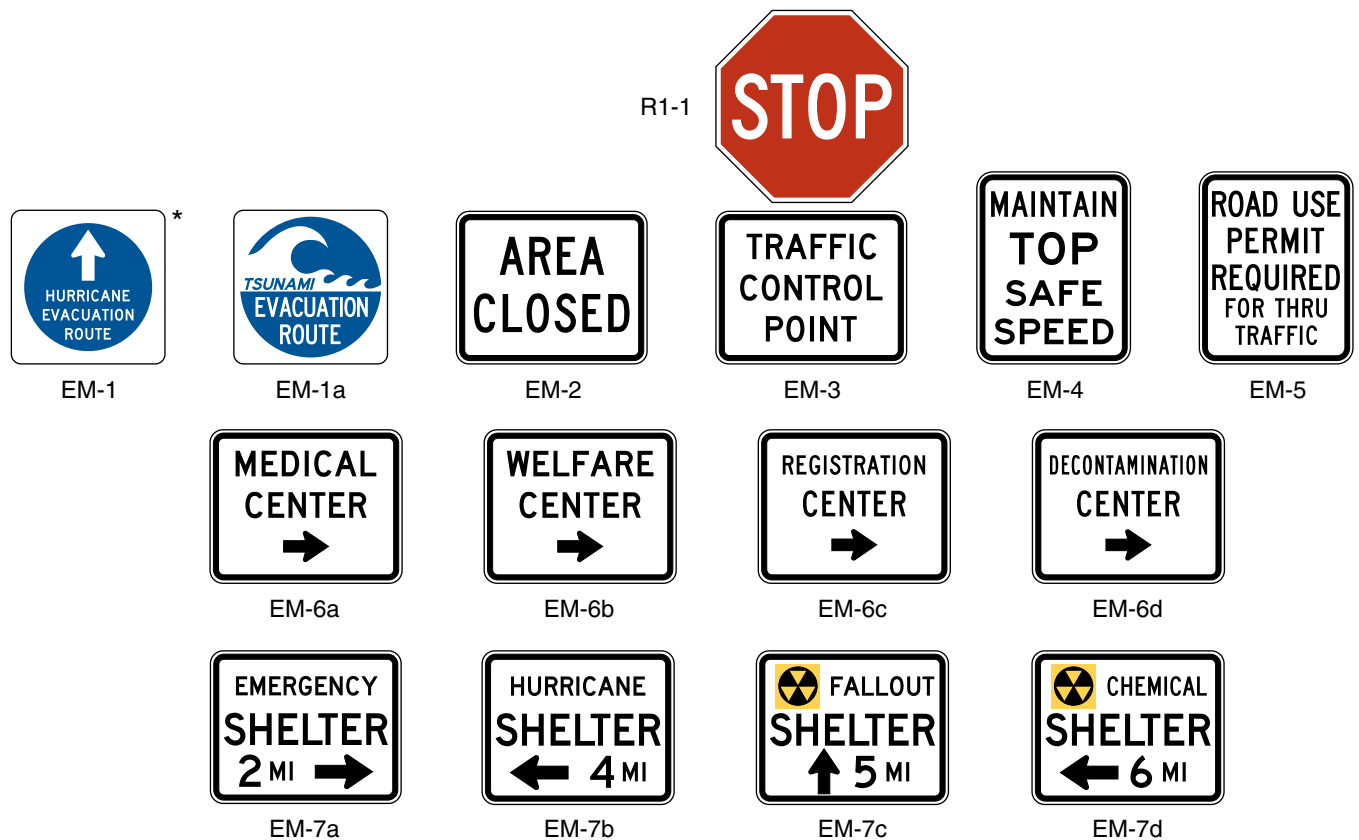 R1-1
STOP
*
HURRICANE
EVACUATION
ROUTE
EM-1
TSUNAMI
EVACUATION
ROUTE
EM-1a
AREA
CLOSED
EM-2
TRAFFIC
CONTROL
POINT
EM-3
MAINTAIN
TOP
SAFE
SPEED
EM-4
ROAD USE
PERMIT
REQUIRED
FOR THRU
TRAFFIC
EM-5
MEDICAL
CENTER
EM-6a
WELFARE
CENTER
EM-6b
REGISTRATION
CENTER
EM-6c
DECONTAMINATION
CENTER
EM-6d
EMERGENCY
SHELTER
2 MI
EM-7a
HURRICANE
SHELTER
4 MI
EM-7b
FALLOUT
SHELTER
5 MI
EM-7c
CHEMICAL
SHELTER
6 MI
EM-7d